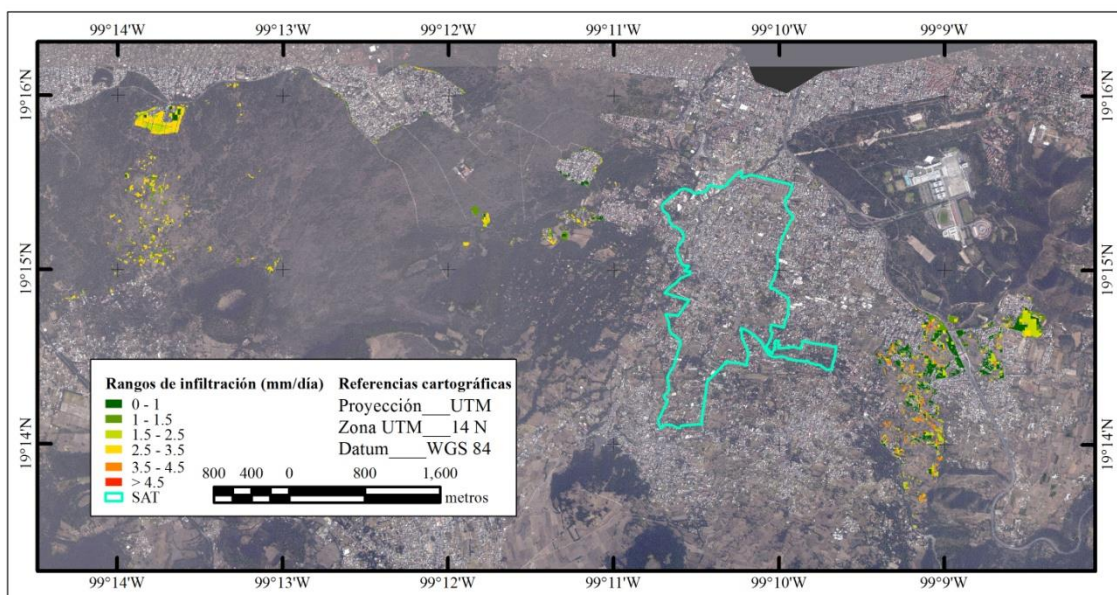 99°14'W 99°13'W 99°12'W 99°11'W 99°10'W 99°9'W
19°16'N 19°16'N
19°15'N 19°15'N
19°14'N 19°14'N
Rangos de infiltración (mm/día)
0 - 1
1 - 1.5
1.5 - 2.5
2.5 - 3.5
3.5 - 4.5
> 4.5
SAT
Referencias cartográficas
Proyección___UTM
Zona UTM___14 N
Datum____WGS 84
800 400 0 800 1,600
metros
99°14'W 99°13'W 99°12'W 99°11'W 99°10'W 99°9'W